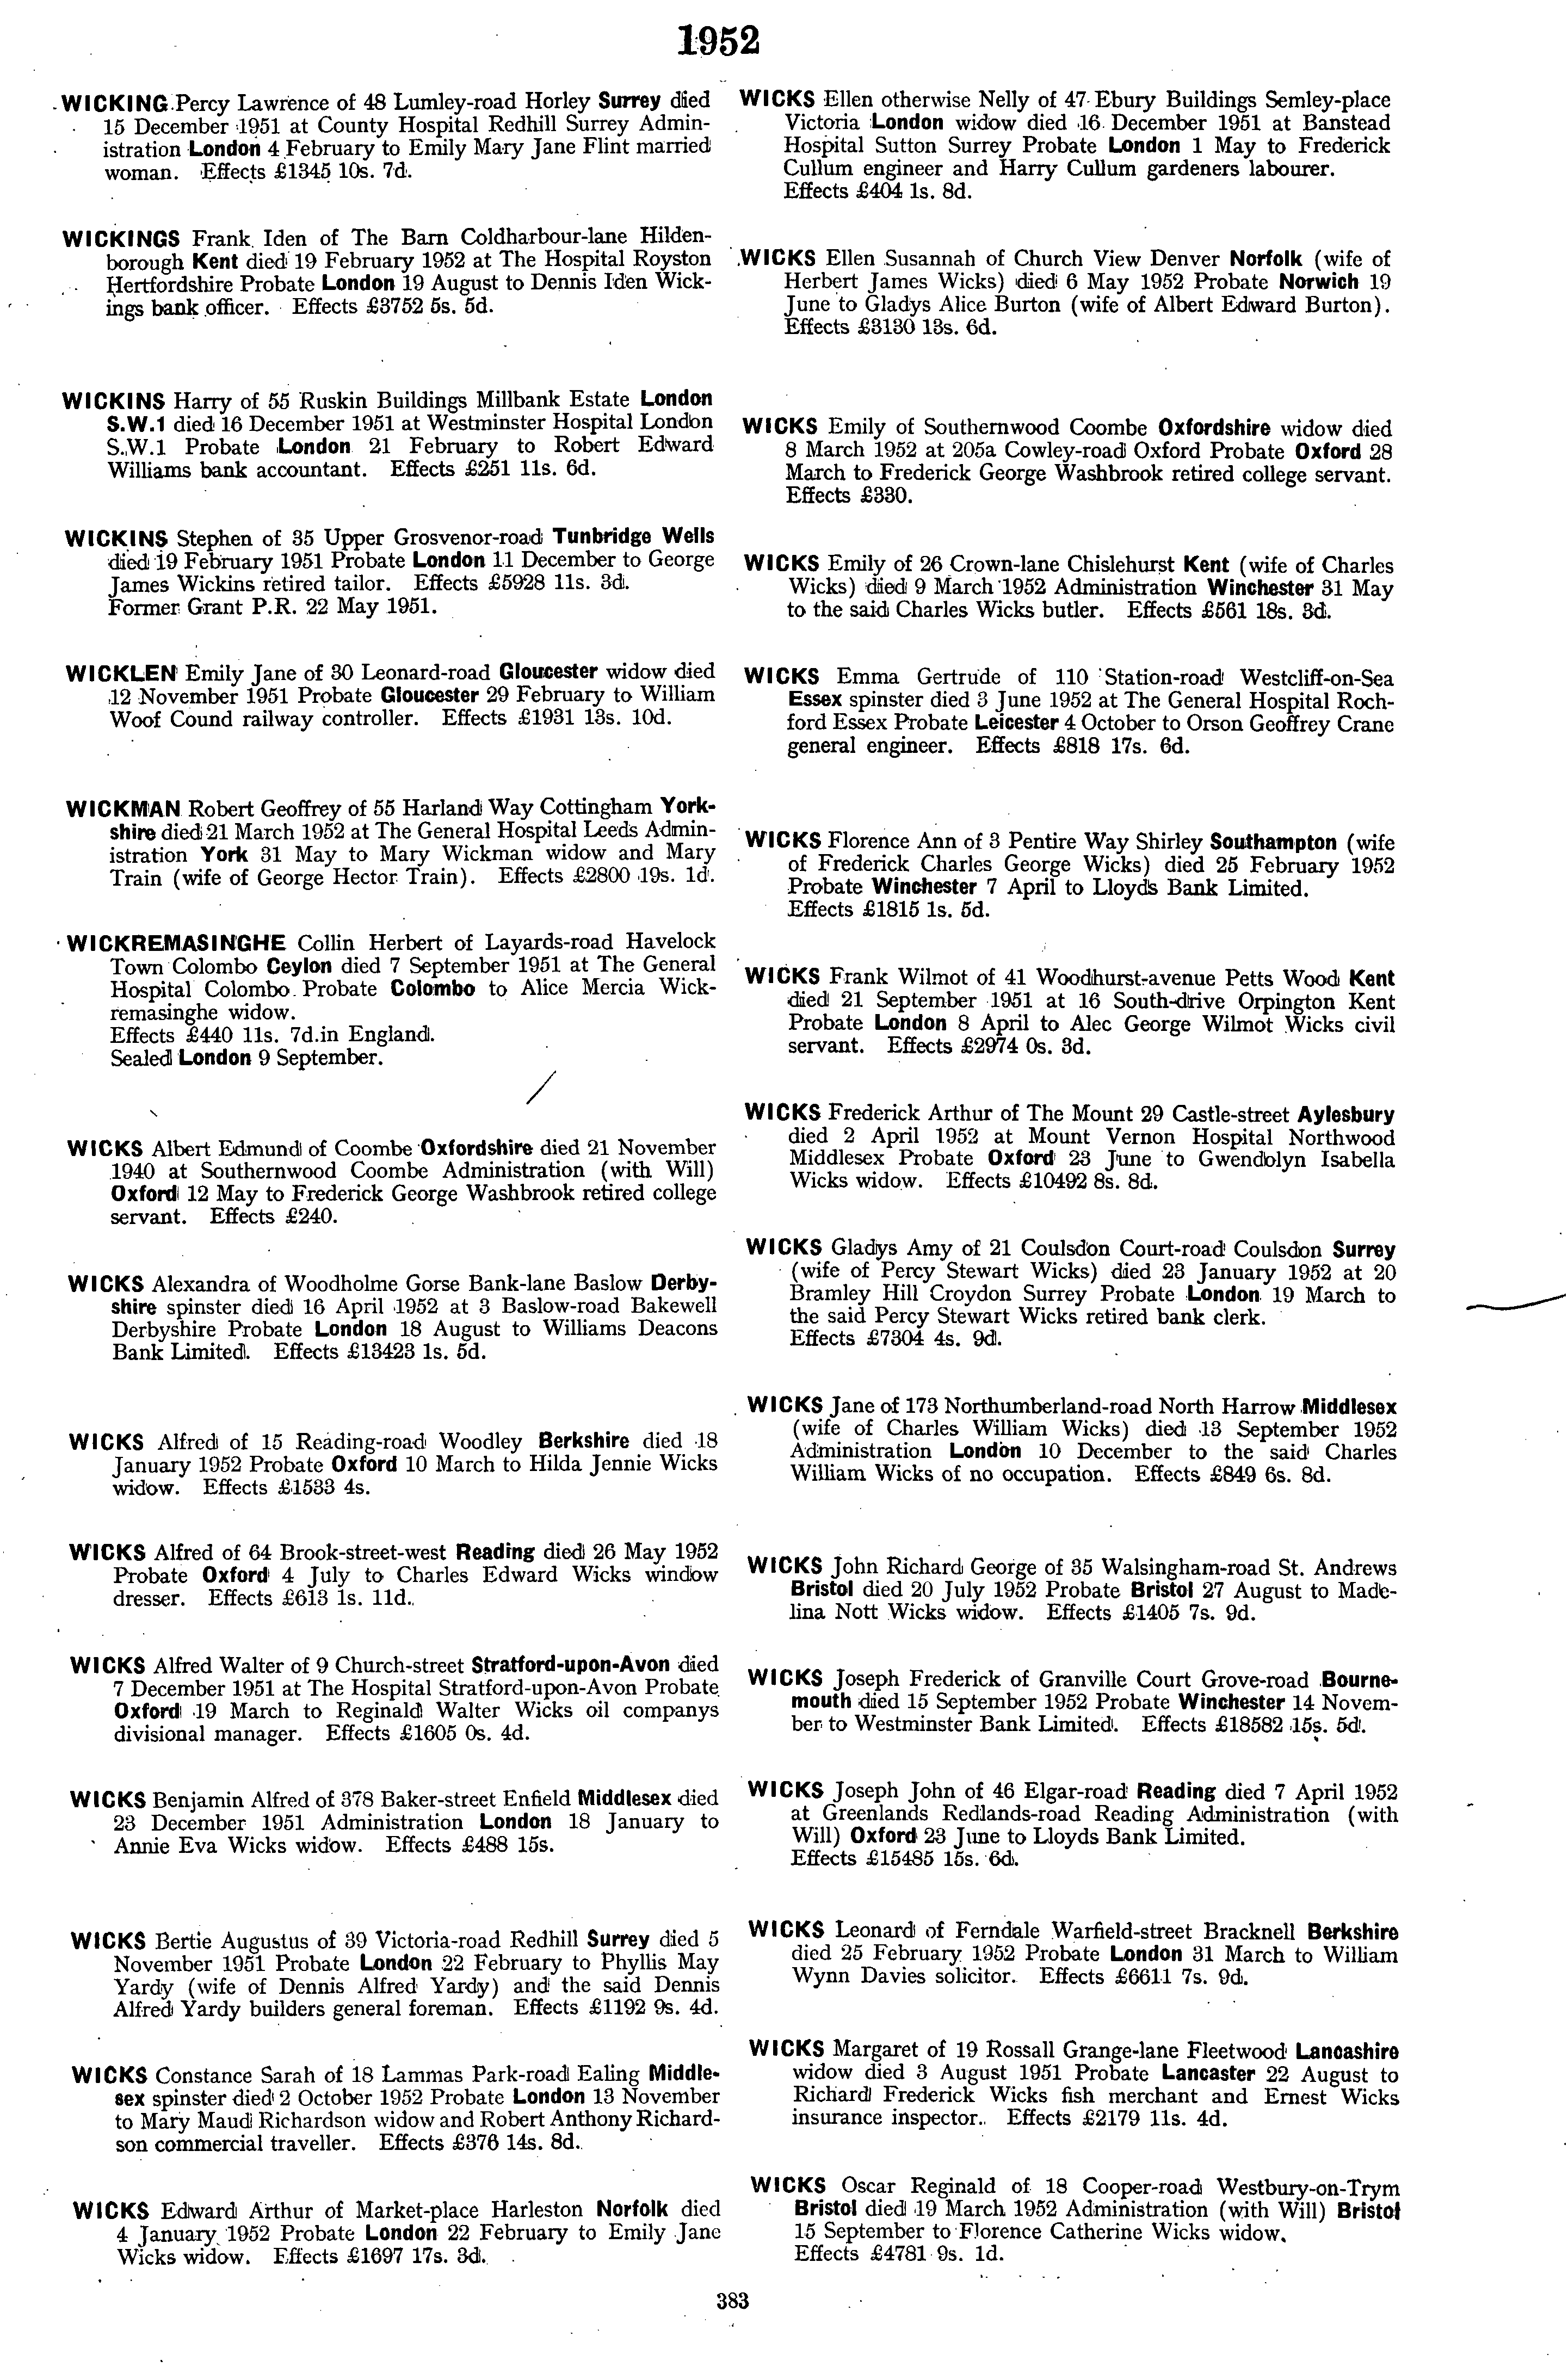 1952
WICKING Percy Lawrence of 48 Lumley-road Horley Surrey died
15 December 1951 at County Hospital Redhill Surrey Admin-
istration London 4 February to Emily Mary Jane Flint married
woman. Effects £1345 10s. 7d.
WICKINGS Frank Iden of The Barn Coldharbour-lane Hilden-
borough Kent died 19 February 1952 at The Hospital Royston
Hertfordshire Probate London 19 August to Dennis Iden Wick-
ings bank officer. Effects £3752 5s. 5d.
WICKINS Harry of 55 Ruskin Buildings Millbank Estate London
S.W.1 died 16 December 1951 at Westminster Hospital London
S.W.1 Probate London 21 February to Robert Edward
Williams bank accountant. Effects £251 11s. 6d.
WICKINS Stephen of 35 Upper Grosvenor-road Tunbridge Wells
died 19 February 1951 Probate London 11 December to George
James Wickins retired tailor. Effects £5928 11s. 3d.
Former Grant P.R. 22 May 1951.
WICKLEN Emily Jane of 30 Leonard-road Gloucester widow died
12 November 1951 Probate Gloucester 29 February to William
Woof Cound railway controller. Effects £1931 13s. 10d.
WICKMAN Robert Geoffrey of 55 Harland Way Cottingham York-
shire died 21 March 1952 at The General Hospital Leeds Admin-
istration York 31 May to Mary Wickman widow and Mary
Train (wife of George Hector Train). Effects £2800 19s. 1d.
WICKREMASINGHE Collin Herbert of Layards-road Havelock
Town Colombo Ceylon died 7 September 1951 at The General
Hospital Colombo Probate Colombo to Alice Mercia Wick-
remasinghe widow.
Effects £440 11s. 7d.in England.
Sealed London 9 September.
WICKS Albert Edmund of Coombe Oxfordshire died 21 November
1940 at Southernwood Coombe Administration (with Will)
Oxford 12 May to Frederick George Washbrook retired college
servant. Effects £240.
WICKS Alexandra of Woodholme Gorse Bank-lane Baslow Derby-
shire spinster died 16 April 1952 at 3 Baslow-road Bakewell
Derbyshire Probate London 18 August to Williams Deacons
Bank Limited. Effects £13423 1s. 5d.
WICKS Alfred of 15 Reading-road Woodley Berkshire died 18
January 1952 Probate Oxford 10 March to Hilda Jennie Wicks
widow. Effects £1533 4s.
WICKS Alfred of 64 Brook-street-west Reading died 26 May 1952
Probate Oxford 4 July to Charles Edward Wicks window
dresser. Effects £613 1s. 11d.
WICKS Alfred Walter of 9 Church-street Stratford-upon-Avon died
7 December 1951 at The Hospital Stratford-upon-Avon Probate
Oxford 19 March to Reginald Walter Wicks oil companys
divisional manager. Effects £1605 0s. 4d.
WICKS Benjamin Alfred of 378 Baker-street Enfield Middlesex died
23 December 1951 Administration London 18 January to
Annie Eva Wicks widow. Effects £488 15s.
WICKS Bertie Augustus of 39 Victoria-road Redhill Surrey died 5
November 1951 Probate London 22 February to Phyllis May
Yardy (wife of Dennis Alfred Yardy) and the said Dennis
Alfred Yardy builders general foreman. Effects £1192 9s. 4d.
WICKS Constance Sarah of 18 Lammas Park-road Ealing Middle-
sex spinster died 2 October 1952 Probate London 13 November
to Mary Maud Richardson widow and Robert Anthony Richard-
son commercial traveller. Effects £376 14s. 8d.
WICKS Edward Arthur of Market-place Harleston Norfolk died
4 January 1952 Probate London 22 February to Emily Jane
Wicks widow. Effects £1697 17s. 3d.
WICKS Ellen otherwise Nelly of 47 Ebury Buildings Semley-place
Victoria London widow died 16 December 1951 at Banstead
Hospital Sutton Surrey Probate London 1 May to Frederick
Cullum engineer and Harry Cullum gardeners labourer.
Effects £404 1s. 8d.
WICKS Ellen Susannah of Church View Denver Norfolk (wife of
Herbert James Wicks) died 6 May 1952 Probate Norwich 19
June to Gladys Alice Burton (wife of Albert Edward Burton).
Effects £3130 13s. 6d.
WICKS Emily of Southernwood Coombe Oxfordshire widow died
8 March 1952 at 205a Cowley-road Oxford Probate Oxford 28
March to Frederick George Washbrook retired college servant.
Effects £330.
WICKS Emily of 26 Crown-lane Chislehurst Kent (wife of Charles
Wicks) died 9 March 1952 Administration Winchester 31 May
to the said Charles Wicks butler. Effects £561 18s. 3d.
WICKS Emma Gertrude of 110 Station-road Westcliff-on-Sea
Essex spinster died 3 June 1952 at The General Hospital Roch-
ford Essex Probate Leicester 4 October to Orson Geoffrey Crane
general engineer. Effects £818 17s. 6d.
WICKS Florence Ann of 3 Pentire Way Shirley Southampton (wife
of Frederick Charles George Wicks) died 25 February 1952
Probate Winchester 7 April to Lloyds Bank Limited.
Effects £1815 1s. 5d.
WICKS Frank Wilmot of 41 Woodhurst-avenue Petts Wood Kent
died 21 September 1951 at 16 South-drive Orpington Kent
Probate London 8 April to Alec George Wilmot Wicks civil
servant. Effects £2974 0s. 3d.
WICKS Frederick Arthur of The Mount 29 Castle-street Aylesbury
died 2 April 1952 at Mount Vernon Hospital Northwood
Middlesex Probate Oxford 23 June to Gwendolyn Isabella
Wicks widow. Effects £10492 8s. 8d.
WICKS Gladys Amy of 21 Coulsdon Court-road Coulsdon Surrey
(wife of Percy Stewart Wicks) died 23 January 1952 at 20
Bramley Hill Croydon Surrey Probate London 19 March to
the said Percy Stewart Wicks retired bank clerk.
Effects £7304 4s. 9d.
WICKS Jane of 173 Northumberland-road North Harrow Middlesex
(wife of Charles William Wicks) died 13 September 1952
Administration London 10 December to the said Charles
William Wicks of no occupation. Effects £849 6s. 8d.
WICKS John Richard George of 35 Walsingham-road St. Andrews
Bristol died 20 July 1952 Probate Bristol 27 August to Made-
lina Nott Wicks widow. Effects £1405 7s. 9d.
WICKS Joseph Frederick of Granville Court Grove-road Bourne-
mouth died 15 September 1952 Probate Winchester 14 Novem-
ber to Westminster Bank Limited. Effects £18582 15s. 5d.
WICKS Joseph John of 46 Elgar-road Reading died 7 April 1952
at Greenlands Redlands-road Reading Administration (with
Will) Oxford 23 June to Lloyds Bank Limited.
Effects £15485 15s. 6d.
WICKS Leonard of Ferndale Warfield-street Bracknell Berkshire
died 25 February 1952 Probate London 31 March to William
Wynn Davies solicitor. Effects £6611 7s. 9d.
WICKS Margaret of 19 Rossall Grange-lane Fleetwood Lancashire
widow died 3 August 1951 Probate Lancaster 22 August to
Richard Frederick Wicks fish merchant and Ernest Wicks
insurance inspector. Effects £2179 11s. 4d.
WICKS Oscar Reginald of 18 Cooper-road Westbury-on-Trym
Bristol died 19 March 1952 Administration (with Will) Bristol
15 September to Florence Catherine Wicks widow.
Effects £4781 9s. 1d.
383